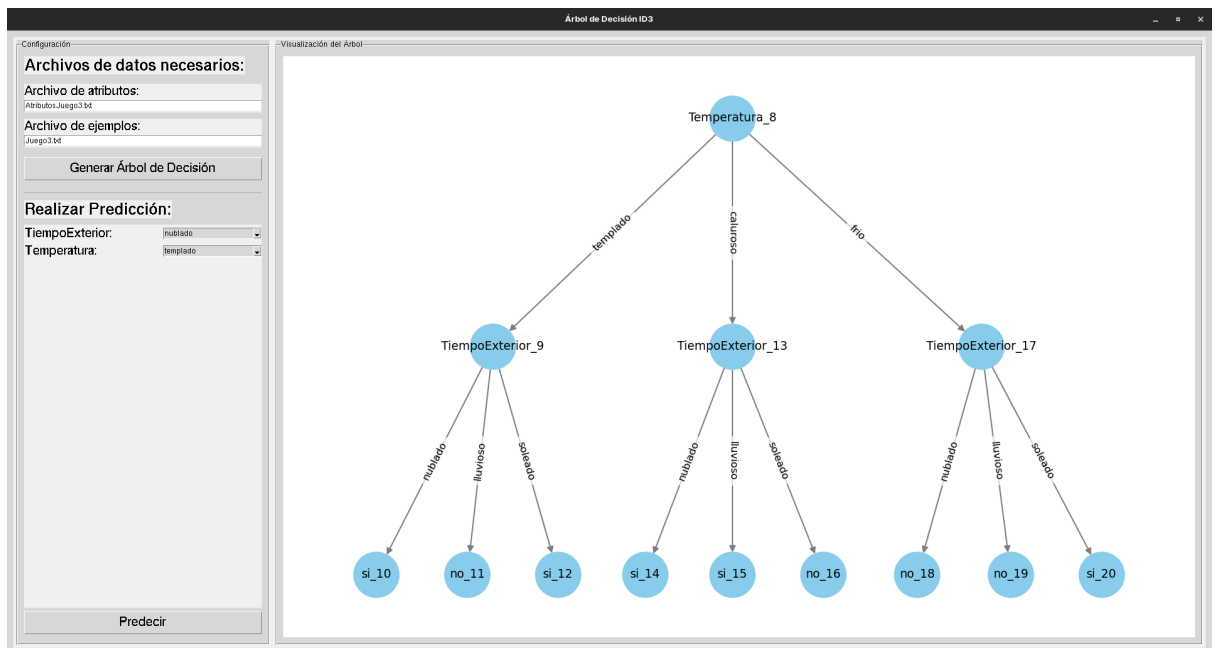 Árbol de Decisión ID3
Configuración
Archivos de datos necesarios:
Archivo de atributos:
AtributosJuego3.txt
Archivo de ejemplos:
Juego3.txt
Generar Árbol de Decisión
Realizar Predicción:
TiempoExterior: nublado
Temperatura: templado
Predecir
Visualización del Árbol
Temperatura_8
templado caluroso frio
TiempoExterior_9 TiempoExterior_13 TiempoExterior_17
nublado lluvioso soleado nublado lluvioso soleado nublado lluvioso soleado
si_10 no_11 si_12 si_14 si_15 no_16 no_18 no_19 si_20